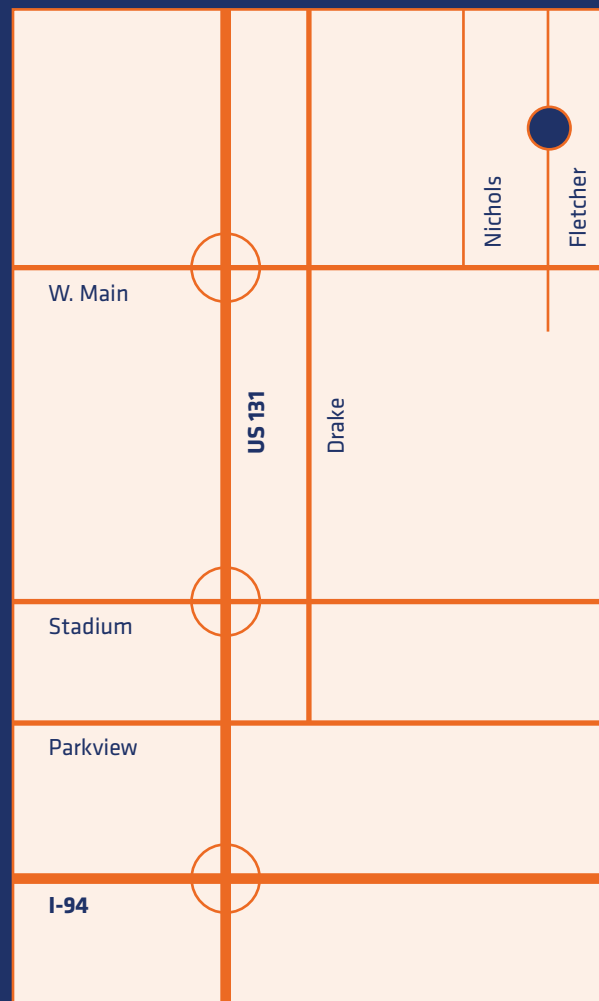 Nichols
Fletcher
W. Main
US 131
Drake
Stadium
Parkview
I-94